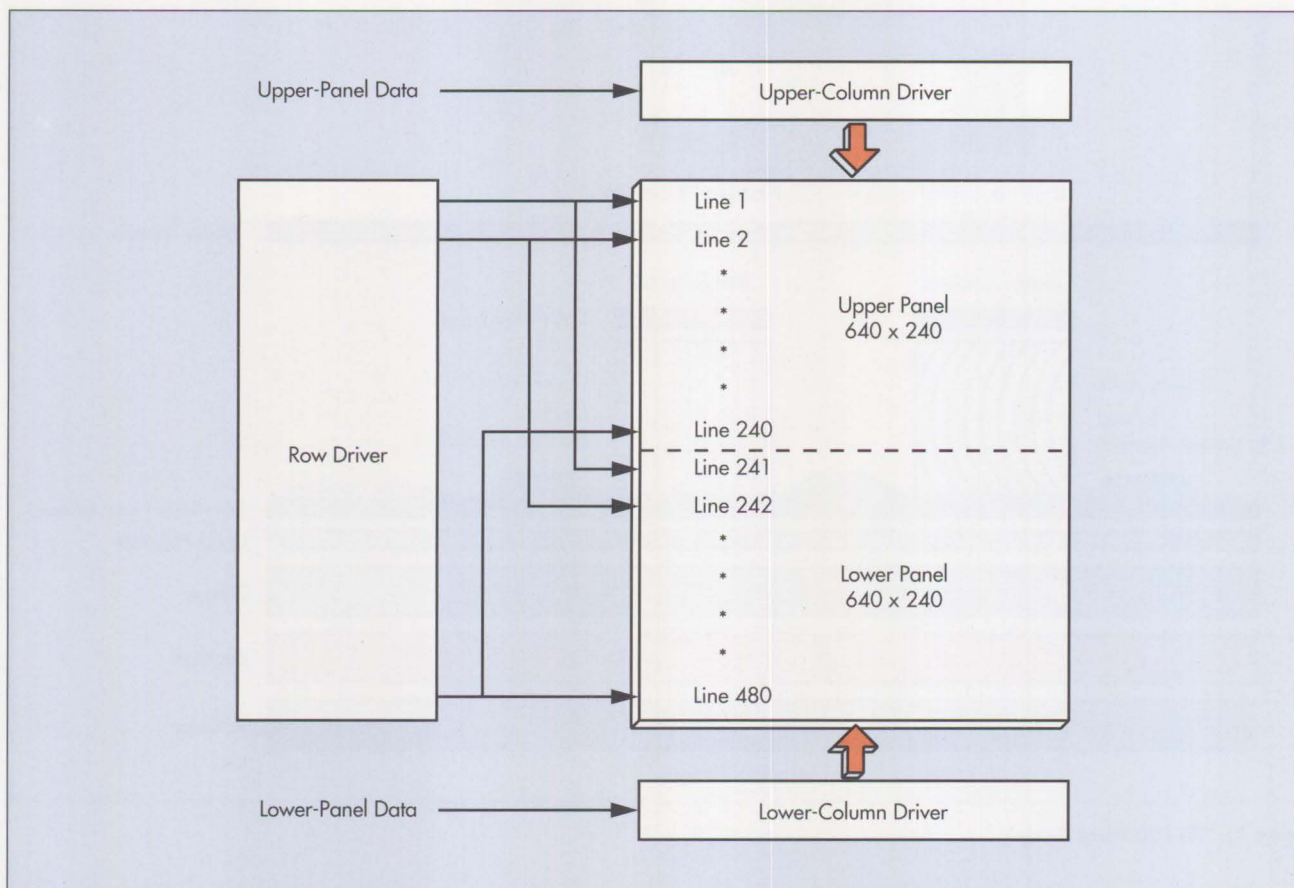 Upper-Panel Data
Upper-Column Driver
Line 1
Line 2
*
*
*
*
Upper Panel
640 x 240
Line 240
Row Driver
Line 241
Line 242
*
*
*
*
Lower Panel
640 x 240
Line 480
Lower-Panel Data
Lower-Column Driver